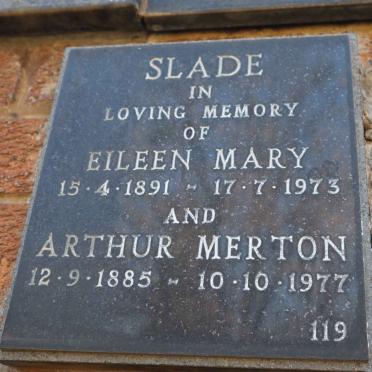 SLADE
IN
LOVING MEMORY
OF
EILEEN MARY
15·4·1891 - 17·7·1973
AND
ARTHUR MERTON
12·9·1885 - 10·10·1977
119